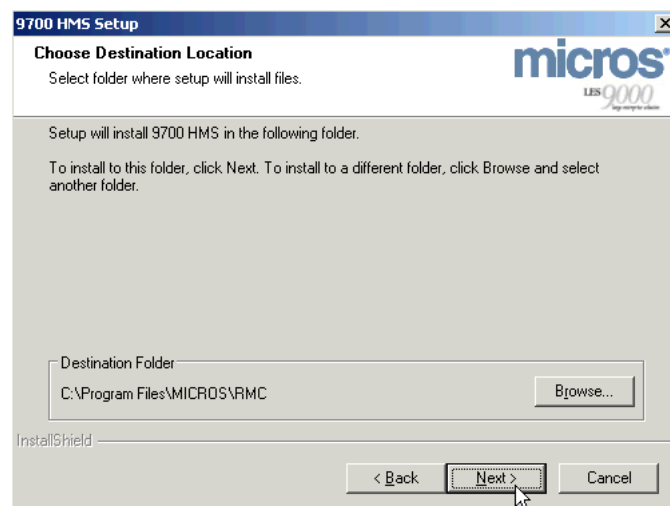 9700 HMS Setup
Choose Destination Location
Select folder where setup will install files.
micros
LES 9000
Setup will install 9700 HMS in the following folder.
To install to this folder, click Next. To install to a different folder, click Browse and select
another folder.
Destination Folder
C:\Program Files\MICROS\RMC
Browse...
InstallShield
< Back
Next >
Cancel